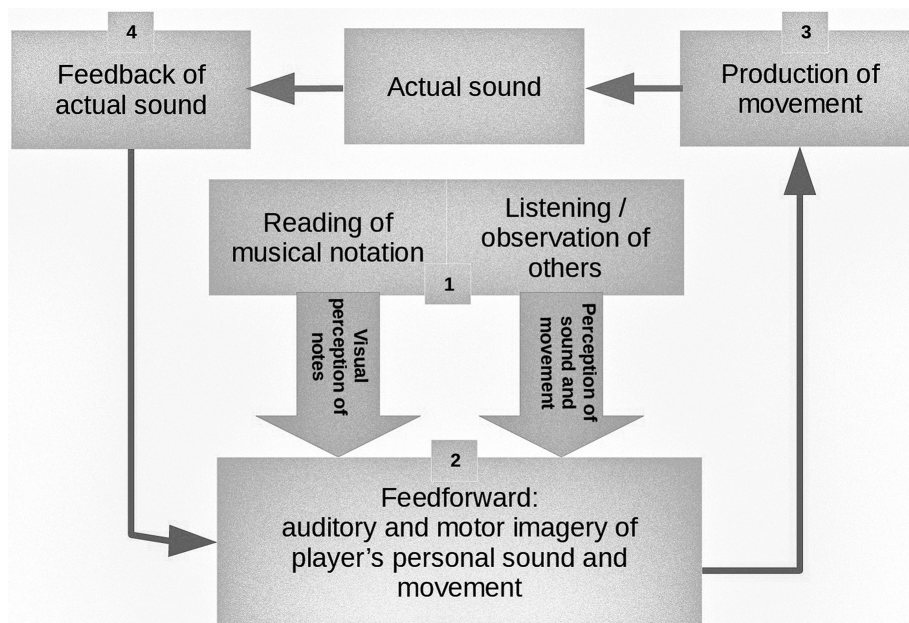 4
Feedback of
actual sound
Actual sound
3
Production of
movement
Reading of
musical notation
Listening /
observation of
others
1
Visual
perception of
notes
Perception of
sound and
movement
2
Feedforward:
auditory and motor imagery of
player’s personal sound and
movement